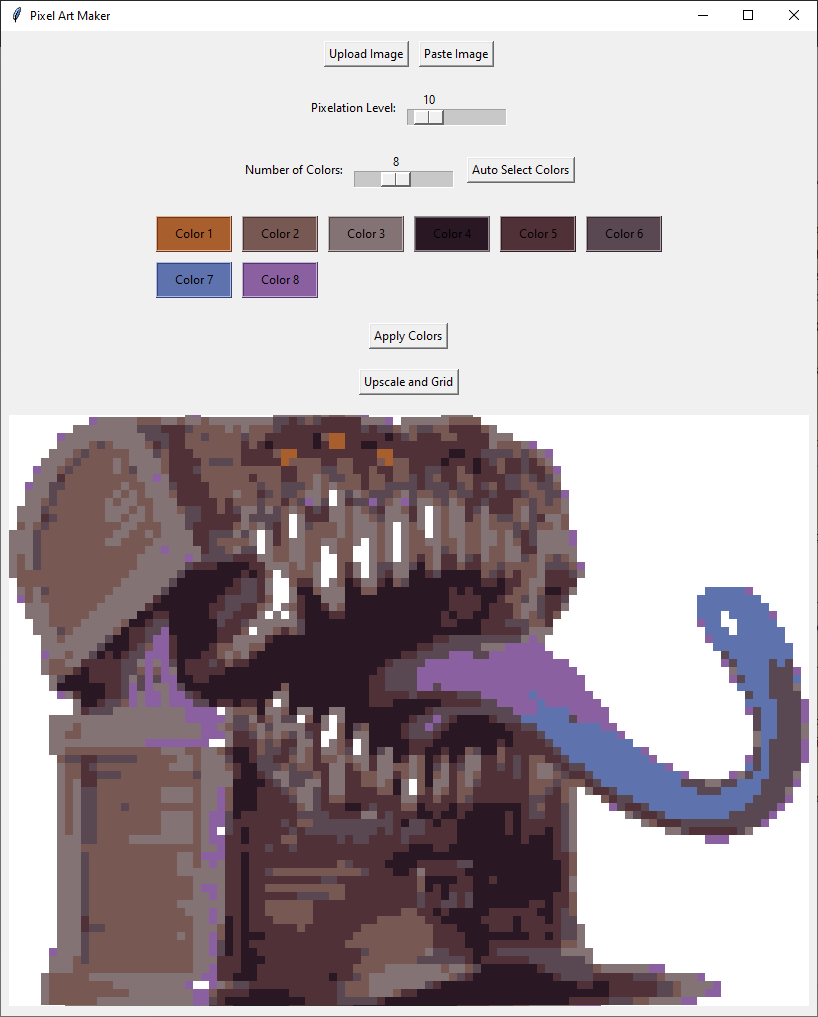 Pixel Art Maker
Upload Image Paste Image
10
Pixelation Level:
8
Number of Colors: Auto Select Colors
Color 1 Color 2 Color 3 Color 4 Color 5 Color 6
Color 7 Color 8
Apply Colors
Upscale and Grid